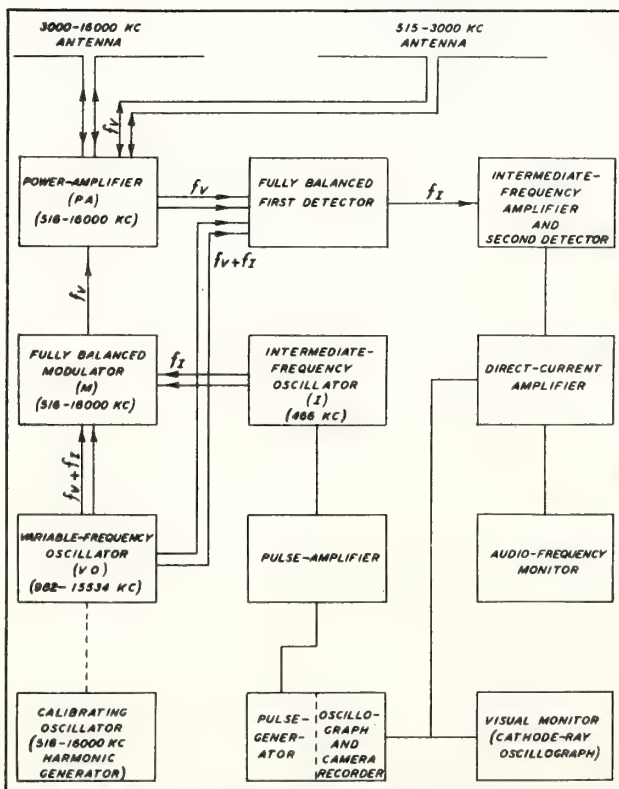 3000-16000 KC
ANTENNA
515-3000 KC
ANTENNA
fv
POWER-AMPLIFIER
(PA)
(516-16000 KC)
fv
FULLY BALANCED
FIRST DETECTOR
fI
INTERMEDIATE-
FREQUENCY
AMPLIFIER
AND
SECOND DETECTOR
fv+fI
fv
FULLY BALANCED
MODULATOR
(M)
(516-16000 KC)
fI
INTERMEDIATE-
FREQUENCY
OSCILLATOR
(I)
(466 KC)
DIRECT-CURRENT
AMPLIFIER
fv+fI
VARIABLE-FREQUENCY
OSCILLATOR
(VO)
(982-15534 KC)
PULSE-AMPLIFIER
AUDIO-FREQUENCY
MONITOR
CALIBRATING
OSCILLATOR
(516-16000 KC
HARMONIC
GENERATOR)
PULSE-
GENER-
ATOR
OSCILLO-
GRAPH
AND
CAMERA
RECORDER
VISUAL MONITOR
(CATHODE-RAY
OSCILLOGRAPH)